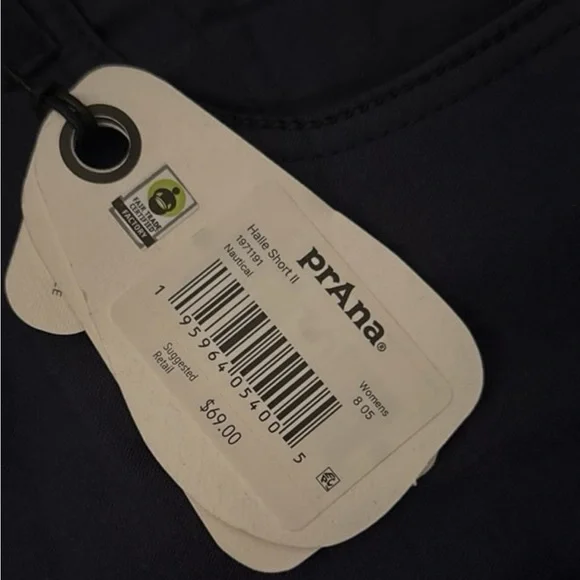 FAIR TRADE
CERTIFIED
FACTORY
prAna®
Halle Short II
1971191
Nautical
1 95964 05400 5
Womens
8 05
Suggested
Retail
$69.00
E